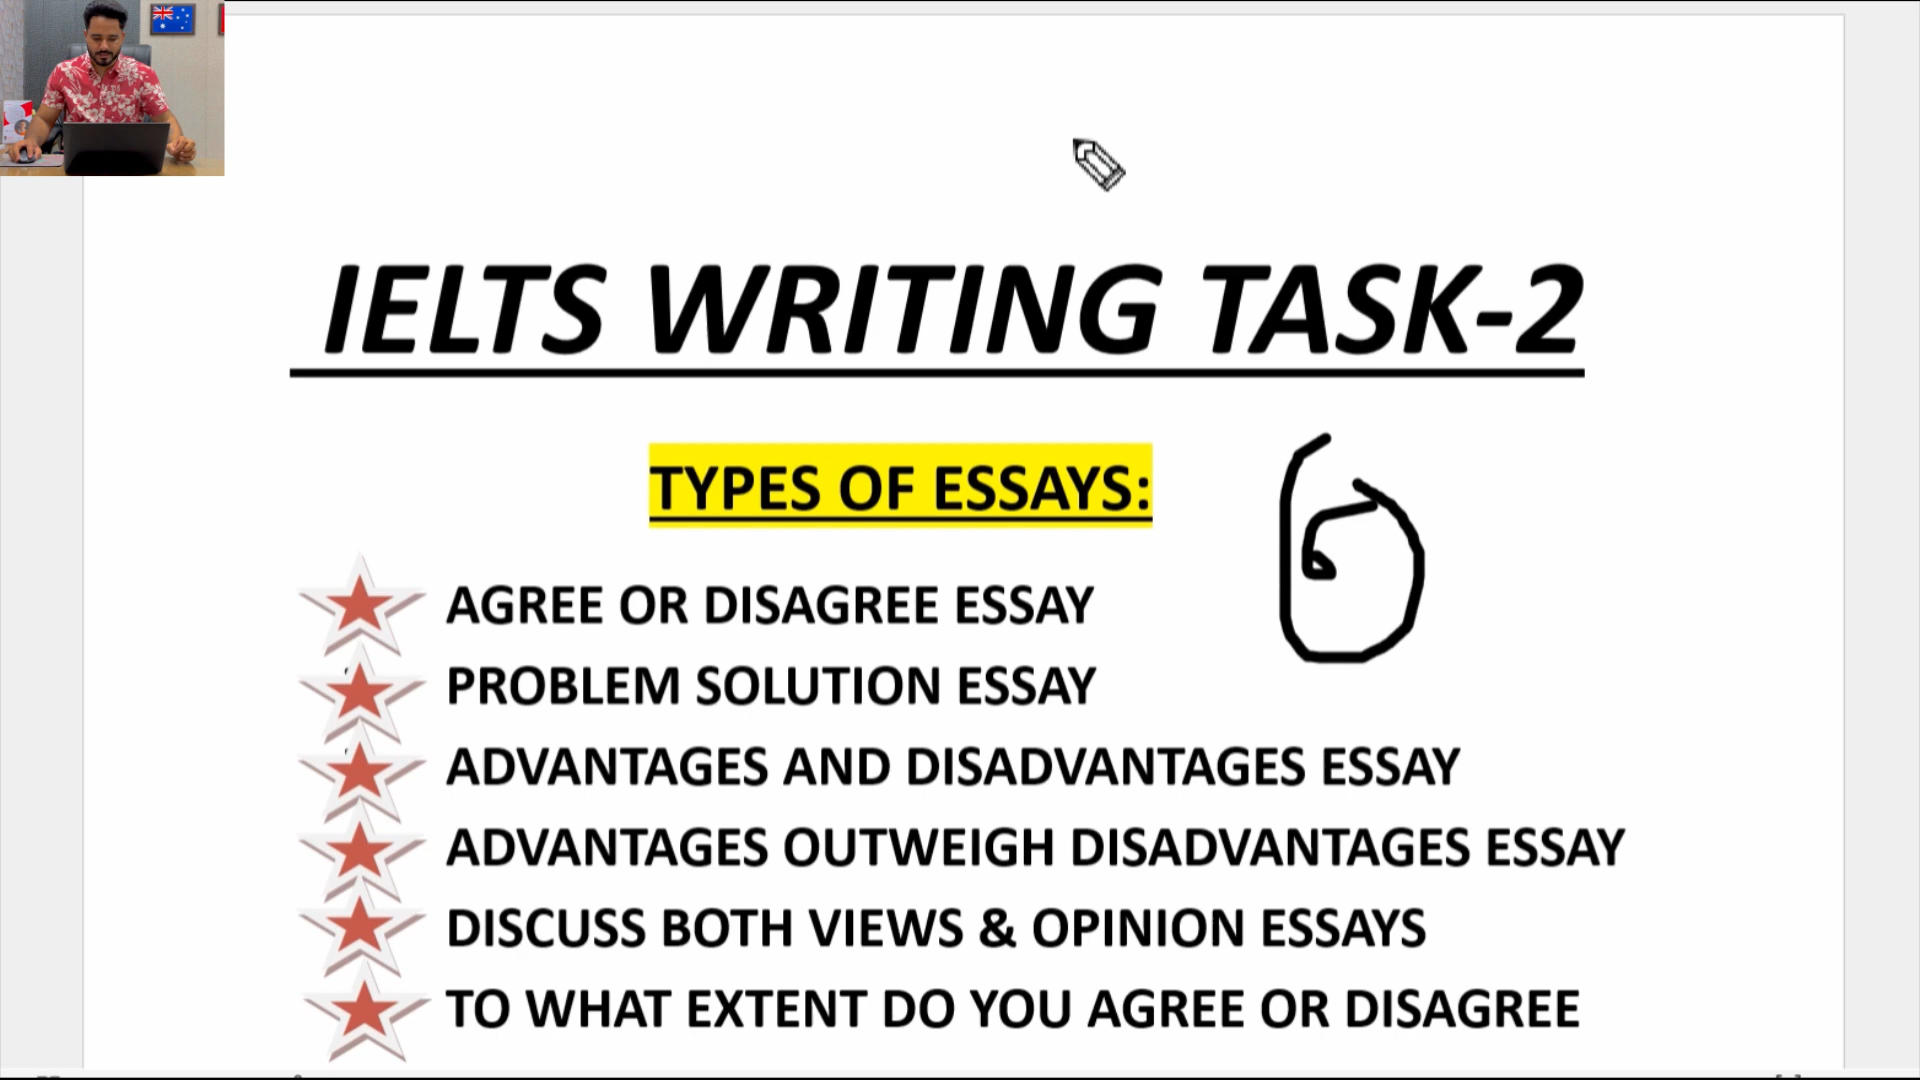 IELTS WRITING TASK-2
TYPES OF ESSAYS:
6
AGREE OR DISAGREE ESSAY
PROBLEM SOLUTION ESSAY
ADVANTAGES AND DISADVANTAGES ESSAY
ADVANTAGES OUTWEIGH DISADVANTAGES ESSAY
DISCUSS BOTH VIEWS & OPINION ESSAYS
TO WHAT EXTENT DO YOU AGREE OR DISAGREE